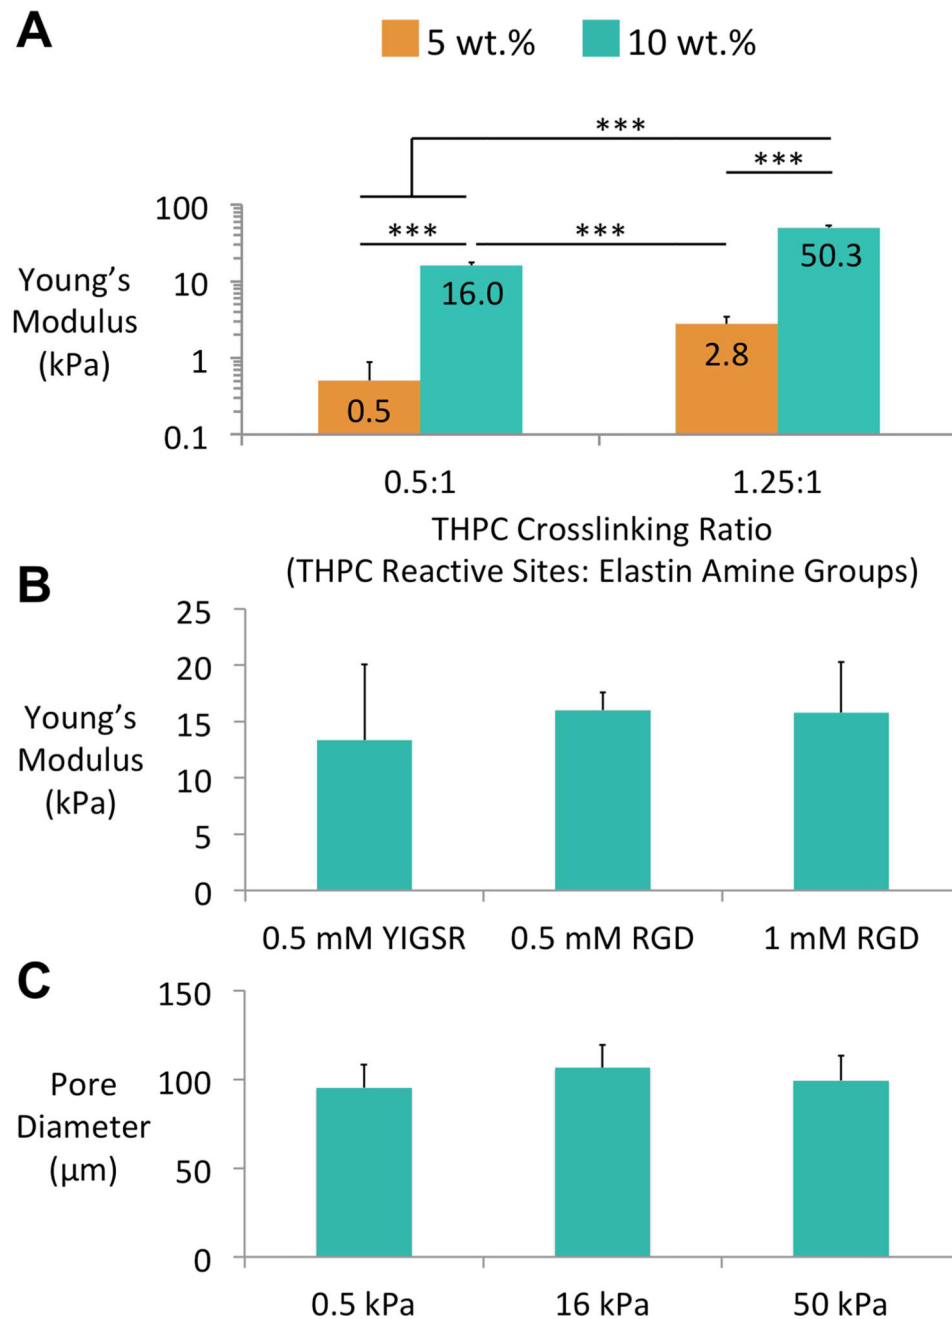 A
5 wt.%
10 wt.%
***
***
***
***
100
10
1
0.1
Young's
Modulus
(kPa)
0.5
16.0
2.8
50.3
0.5:1
1.25:1
THPC Crosslinking Ratio
(THPC Reactive Sites: Elastin Amine Groups)
B
25
20
15
10
5
0
Young's
Modulus
(kPa)
0.5 mM YIGSR
0.5 mM RGD
1 mM RGD
C
150
100
50
0
Pore
Diameter
(µm)
0.5 kPa
16 kPa
50 kPa